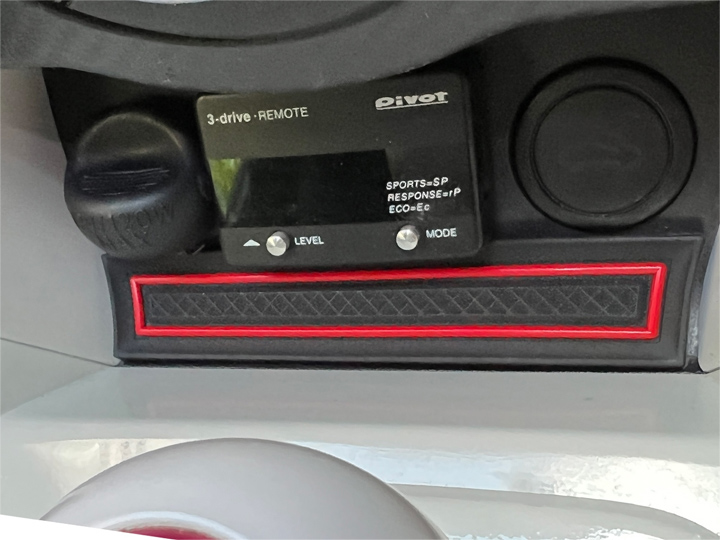 3-drive · REMOTE
Pivot
SPORTS=SP
RESPONSE=rP
ECO=Ec
LEVEL
MODE